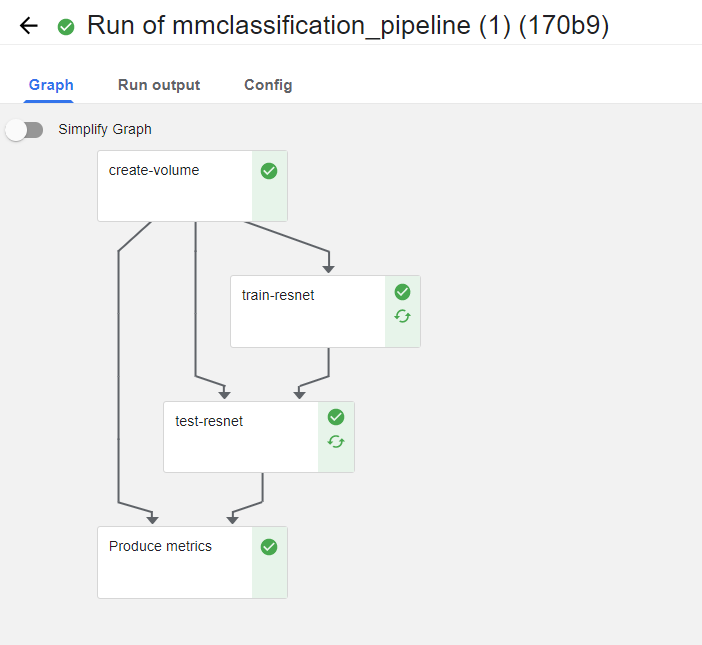 Run of mmclassification_pipeline (1) (170b9)
Graph Run output Config
Simplify Graph
create-volume
train-resnet
test-resnet
Produce metrics